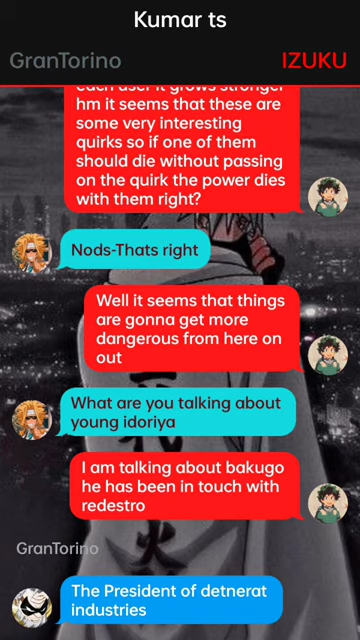 Kumar ts
GranTorino IZUKU
each user it grows stronger
hm it seems that these are
some very interesting
quirks so if one of them
should die without passing
on the quirk the power dies
with them right?
Nods-Thats right
Well it seems that things
are gonna get more
dangerous from here on
out
What are you talking about
young idoriya
I am talking about bakugo
he has been in touch with
redestro
GranTorino
The President of detnerat
industries